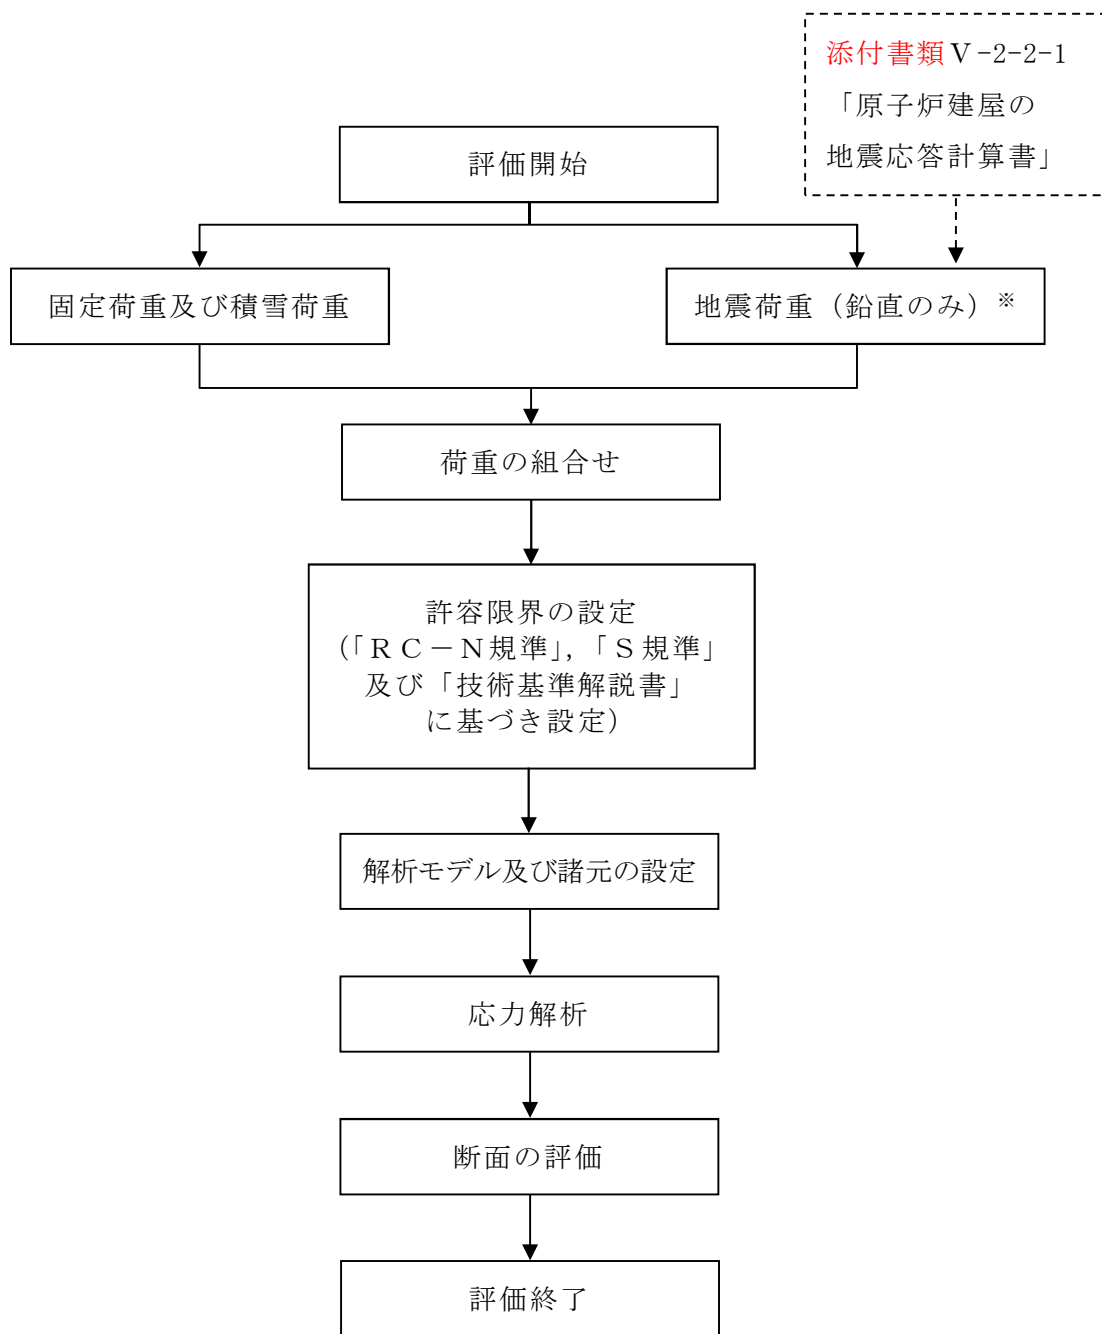 添付書類Ⅴ-2-2-1
「原子炉建屋の
地震応答計算書」
評価開始
固定荷重及び積雪荷重
地震荷重（鉛直のみ）※
荷重の組合せ
許容限界の設定
(「ＲＣ－Ｎ規準」，「Ｓ規準」
及び「技術基準解説書」
に基づき設定）
解析モデル及び諸元の設定
応力解析
断面の評価
評価終了